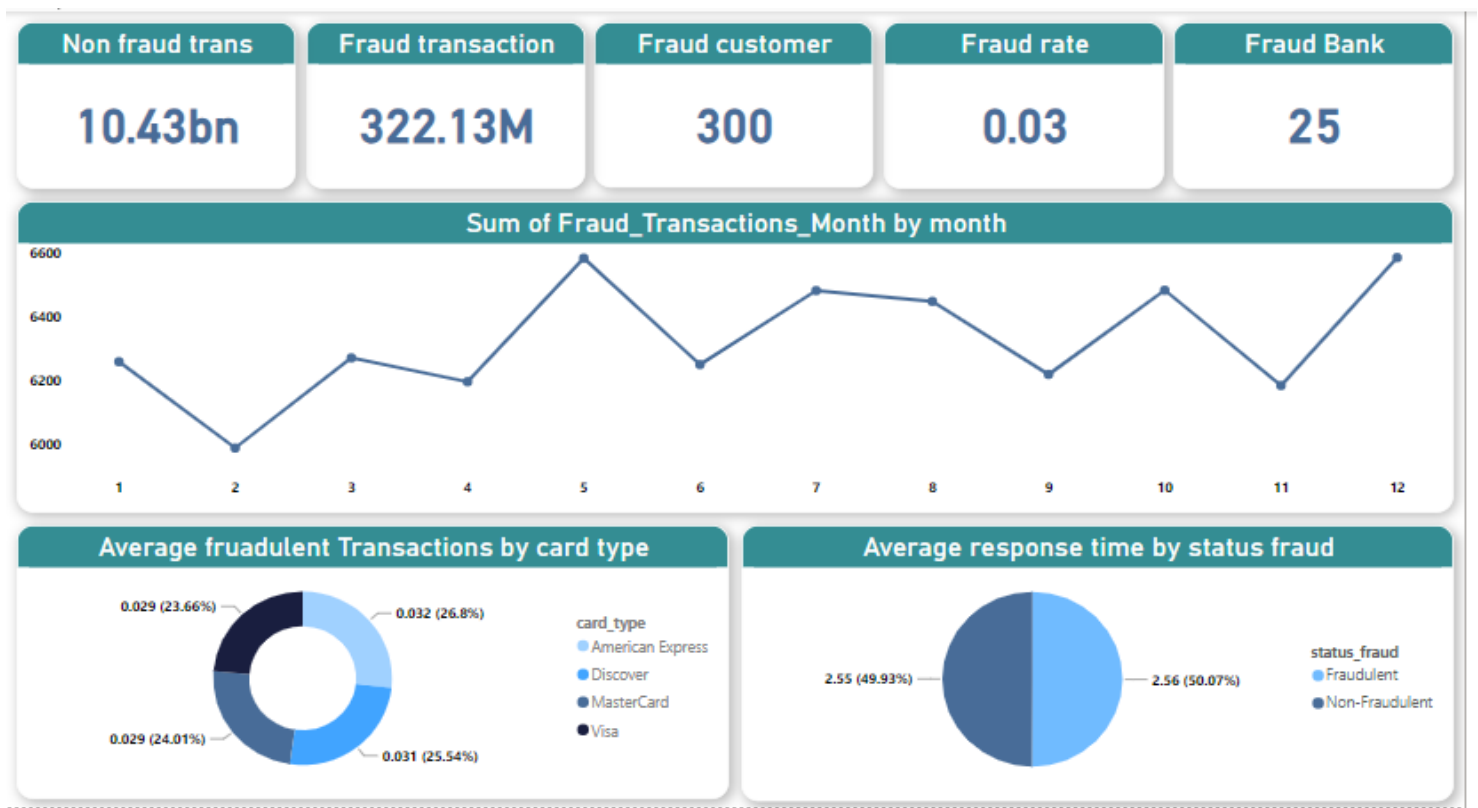 Non fraud trans
Fraud transaction
Fraud customer
Fraud rate
Fraud Bank
10.43bn
322.13M
300
0.03
25
Sum of Fraud_Transactions_Month by month
6600
6400
6200
6000
1 2 3 4 5 6 7 8 9 10 11 12
Average fruadulent Transactions by card type
0.029 (23.66%)
0.032 (26.8%)
0.029 (24.01%)
0.031 (25.54%)
card_type
American Express
Discover
MasterCard
Visa
Average response time by status fraud
2.55 (49.93%)
2.56 (50.07%)
status_fraud
Fraudulent
Non-Fraudulent